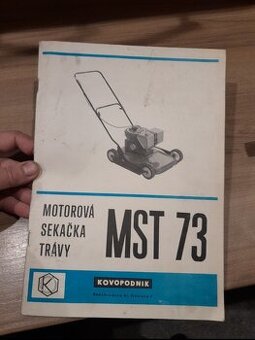 MOTOROVÁ
SEKAČKA
TRÁVY
MST 73
KOVOPODNIK